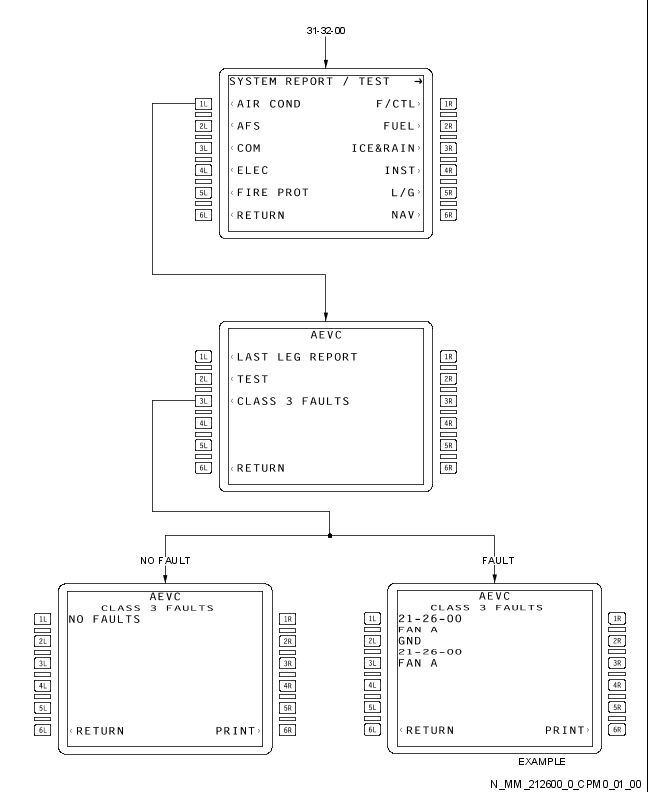 31-32-00
SYSTEM REPORT / TEST →
1L ‹AIR COND F/CTL› 1R
2L ‹AFS FUEL› 2R
3L ‹COM ICE&RAIN› 3R
4L ‹ELEC INST› 4R
5L ‹FIRE PROT L/G› 5R
6L ‹RETURN NAV› 6R
AEVC
1L ‹LAST LEG REPORT 1R
2L ‹TEST 2R
3L ‹CLASS 3 FAULTS 3R
4L 4R
5L 5R
6L ‹RETURN 6R
NO FAULT
AEVC
CLASS 3 FAULTS
1L NO FAULTS 1R
2L 2R
3L 3R
4L 4R
5L 5R
6L ‹RETURN PRINT› 6R
FAULT
AEVC
CLASS 3 FAULTS
1L 21-26-00 1R
FAN A
2L GND 2R
21-26-00
3L FAN A 3R
4L 4R
5L 5R
6L ‹RETURN PRINT› 6R
EXAMPLE
N_MM_212600_0_CPM0_01_00